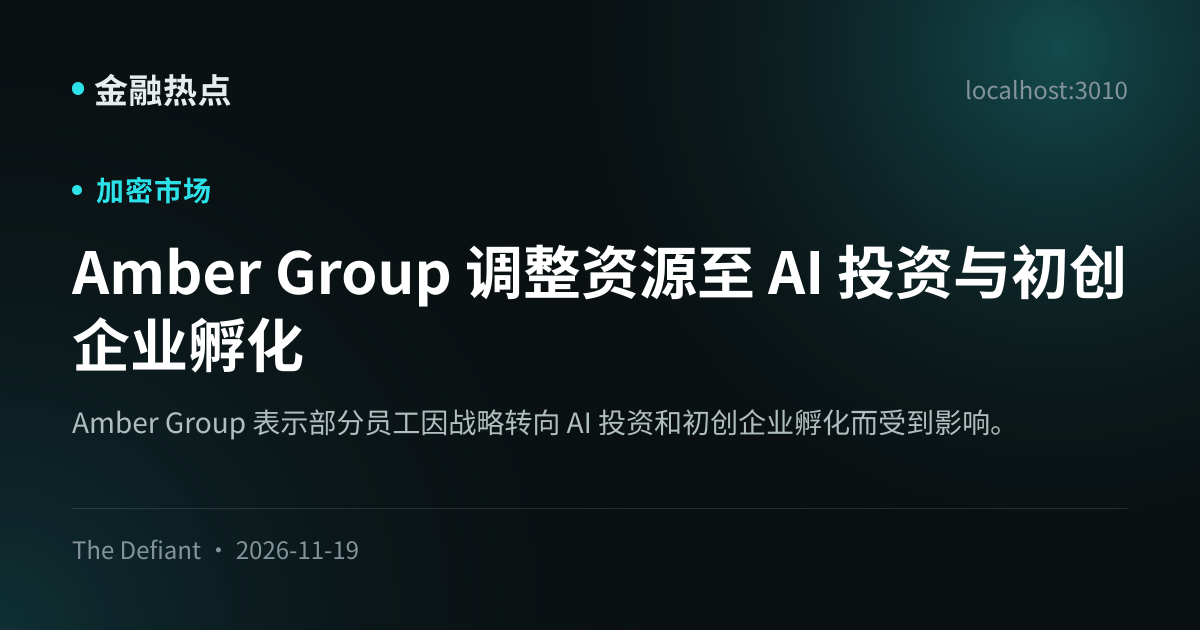 金融热点
localhost:3010
加密市场
Amber Group 调整资源至 AI 投资与初创
企业孵化
Amber Group 表示部分员工因战略转向 AI 投资和初创企业孵化而受到影响。
The Defiant • 2026-11-19